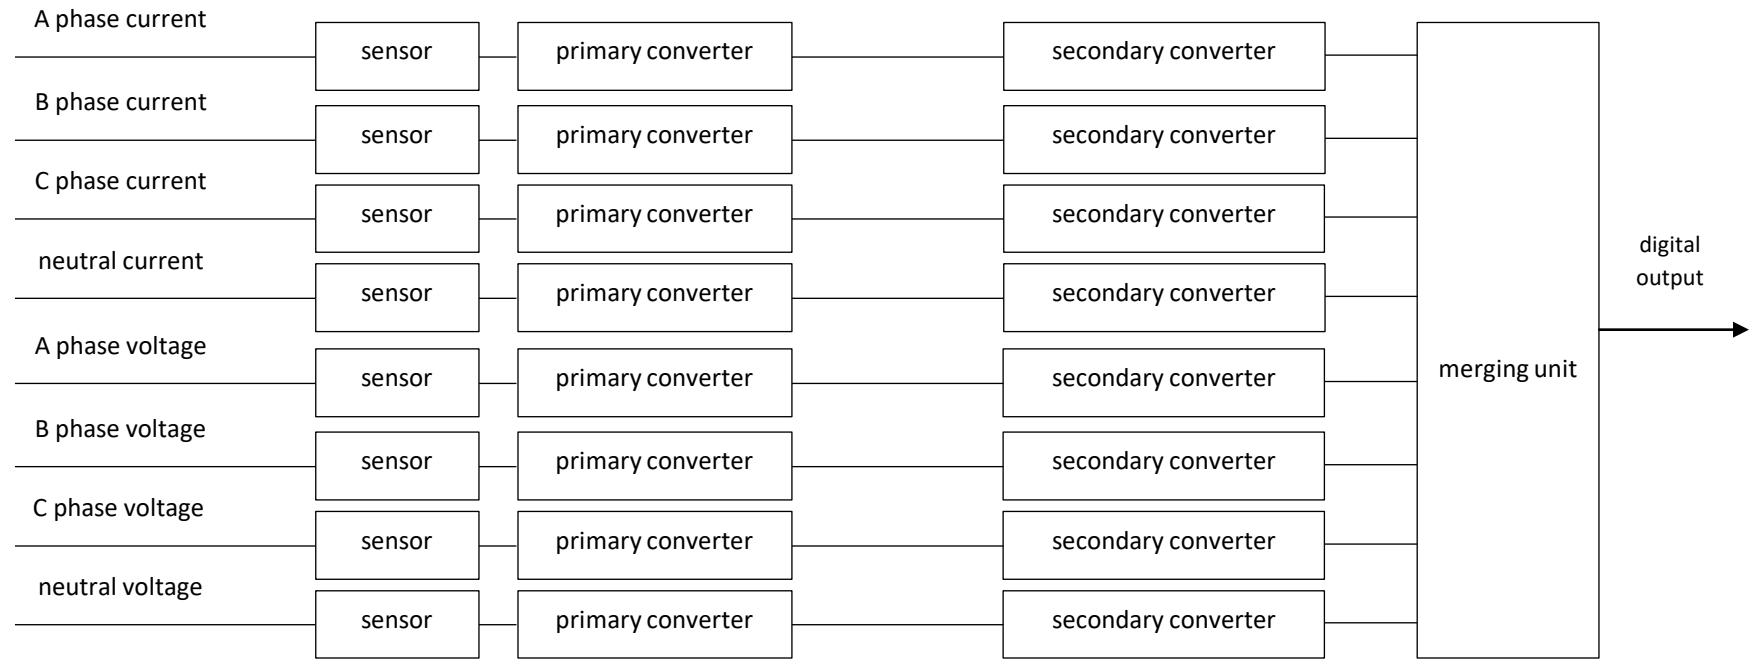 A phase current
sensor primary converter secondary converter
B phase current
sensor primary converter secondary converter
C phase current
sensor primary converter secondary converter
neutral current
sensor primary converter secondary converter
A phase voltage
sensor primary converter secondary converter
B phase voltage
sensor primary converter secondary converter
C phase voltage
sensor primary converter secondary converter
neutral voltage
sensor primary converter secondary converter
merging unit
digital
output